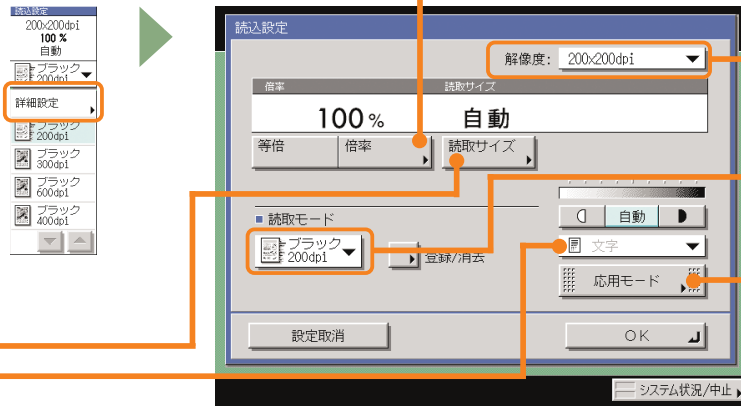 読込設定
200×200dpi
100 %
自動
ブラック
200dpi
詳細設定
ブラック
200dpi
ブラック
300dpi
ブラック
600dpi
ブラック
400dpi
読込設定
解像度: 200×200dpi
倍率 読取サイズ
100 % 自動
等倍 倍率 読取サイズ
読取モード
ブラック
200dpi
登録/消去
自動
文字
応用モード
設定取消 OK
システム状況/中止